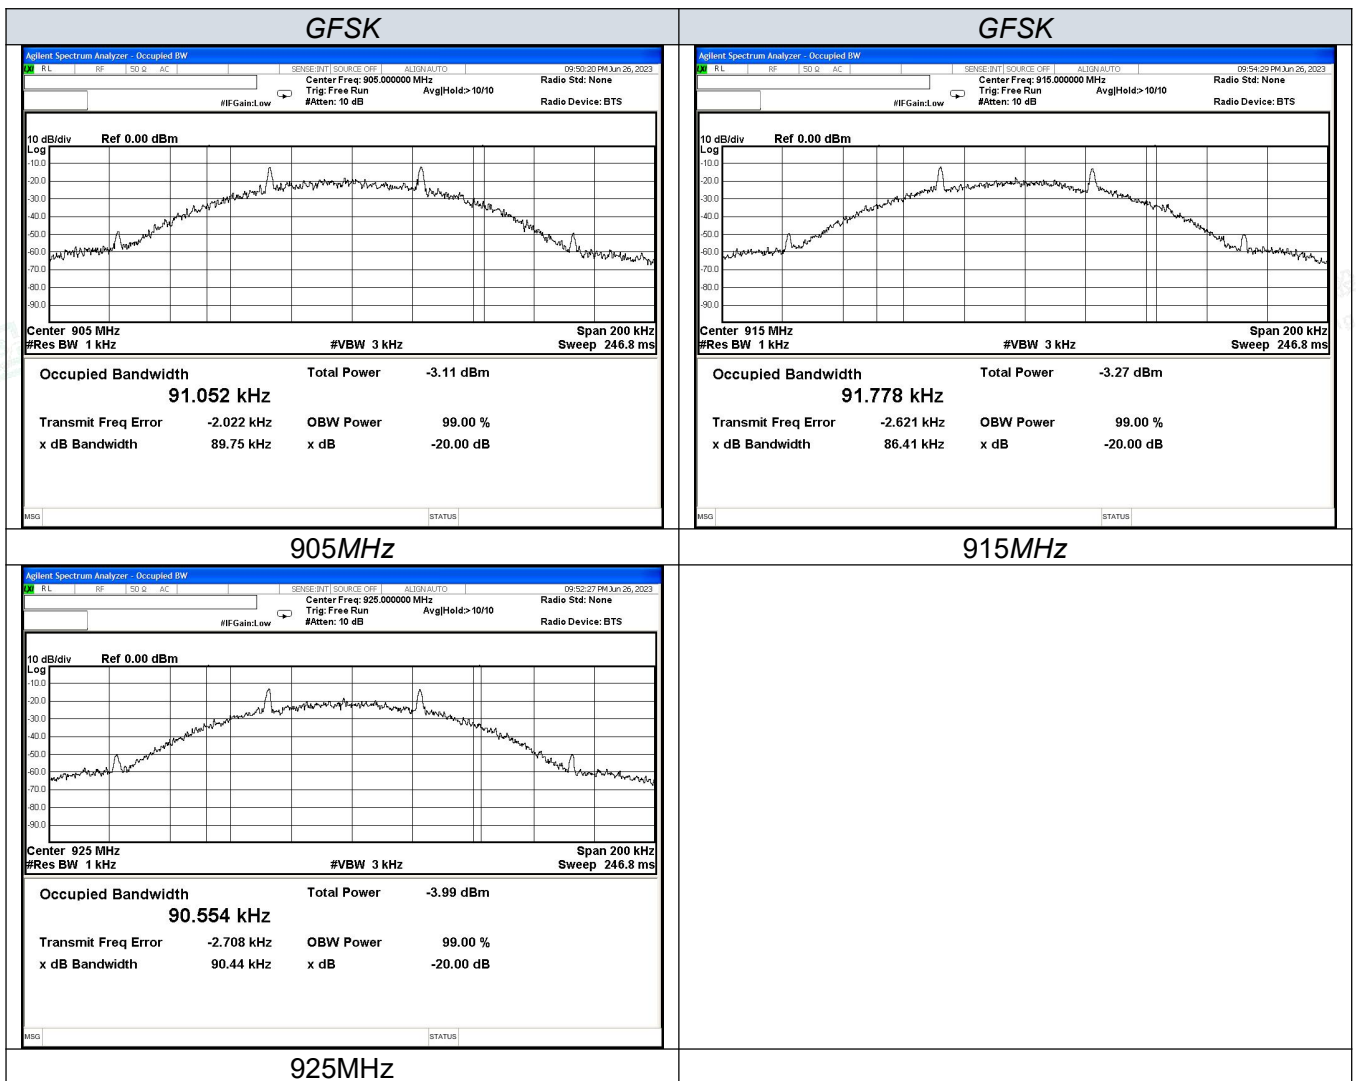 GFSK
GFSK
Agilent Spectrum Analyzer - Occupied BW
RL RF 50 Ω AC SENSE:INT SOURCE OFF ALIGN AUTO 09:50:20 PM Jun 26, 2023
Center Freq: 905.000000 MHz Radio Std: None
Trig: Free Run Avg|Hold:>10/10
#IFGain:Low #Atten: 10 dB Radio Device: BTS
10 dB/div Ref 0.00 dBm
Log
-10.0
-20.0
-30.0
-40.0
-50.0
-60.0
-70.0
-80.0
-90.0
Center 905 MHz Span 200 kHz
#Res BW 1 kHz #VBW 3 kHz Sweep 246.8 ms
Occupied Bandwidth Total Power -3.11 dBm
91.052 kHz
Transmit Freq Error -2.022 kHz OBW Power 99.00 %
x dB Bandwidth 89.75 kHz x dB -20.00 dB
MSG STATUS
Agilent Spectrum Analyzer - Occupied BW
RL RF 50 Ω AC SENSE:INT SOURCE OFF ALIGN AUTO 09:54:29 PM Jun 26, 2023
Center Freq: 915.000000 MHz Radio Std: None
Trig: Free Run Avg|Hold:>10/10
#IFGain:Low #Atten: 10 dB Radio Device: BTS
10 dB/div Ref 0.00 dBm
Log
-10.0
-20.0
-30.0
-40.0
-50.0
-60.0
-70.0
-80.0
-90.0
Center 915 MHz Span 200 kHz
#Res BW 1 kHz #VBW 3 kHz Sweep 246.8 ms
Occupied Bandwidth Total Power -3.27 dBm
91.778 kHz
Transmit Freq Error -2.621 kHz OBW Power 99.00 %
x dB Bandwidth 86.41 kHz x dB -20.00 dB
MSG STATUS
905MHz
915MHz
Agilent Spectrum Analyzer - Occupied BW
RL RF 50 Ω AC SENSE:INT SOURCE OFF ALIGN AUTO 09:52:27 PM Jun 26, 2023
Center Freq: 925.000000 MHz Radio Std: None
Trig: Free Run Avg|Hold:>10/10
#IFGain:Low #Atten: 10 dB Radio Device: BTS
10 dB/div Ref 0.00 dBm
Log
-10.0
-20.0
-30.0
-40.0
-50.0
-60.0
-70.0
-80.0
-90.0
Center 925 MHz Span 200 kHz
#Res BW 1 kHz #VBW 3 kHz Sweep 246.8 ms
Occupied Bandwidth Total Power -3.99 dBm
90.554 kHz
Transmit Freq Error -2.708 kHz OBW Power 99.00 %
x dB Bandwidth 90.44 kHz x dB -20.00 dB
MSG STATUS
925MHz